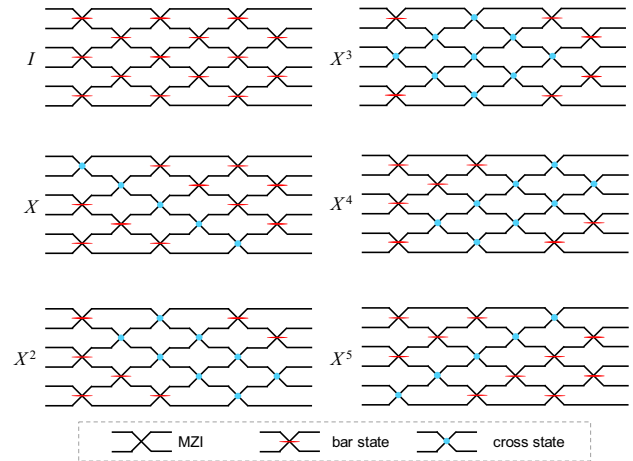 I
X³
X
X⁴
X²
X⁵
MZI
bar state
cross state